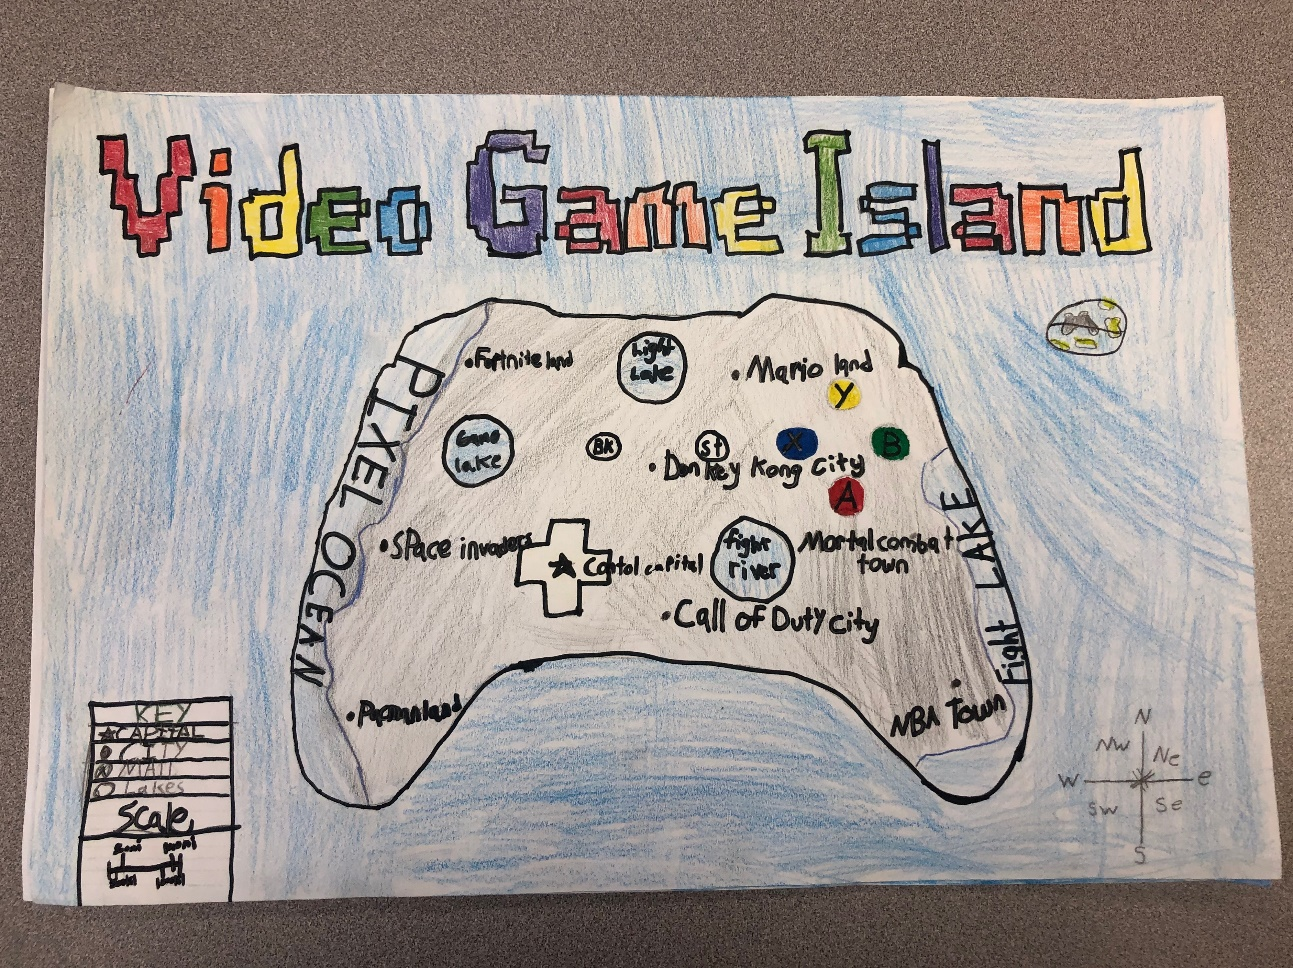 Video Game Island
PIXEL OCEAN
Fortnite land
Light
Lake
Mario land
Y
Game
lake
BK
St
X
B
Donkey Kong City
A
Space invaders
Contol capital
fight
river
Mortal combat
town
Fight LAKE
Call of Duty city
Pacmanland
NBA Town
KEY
CAPITAL
CITY
Lakes
Scale
N
NW
Ne
W
e
SW
Se
S